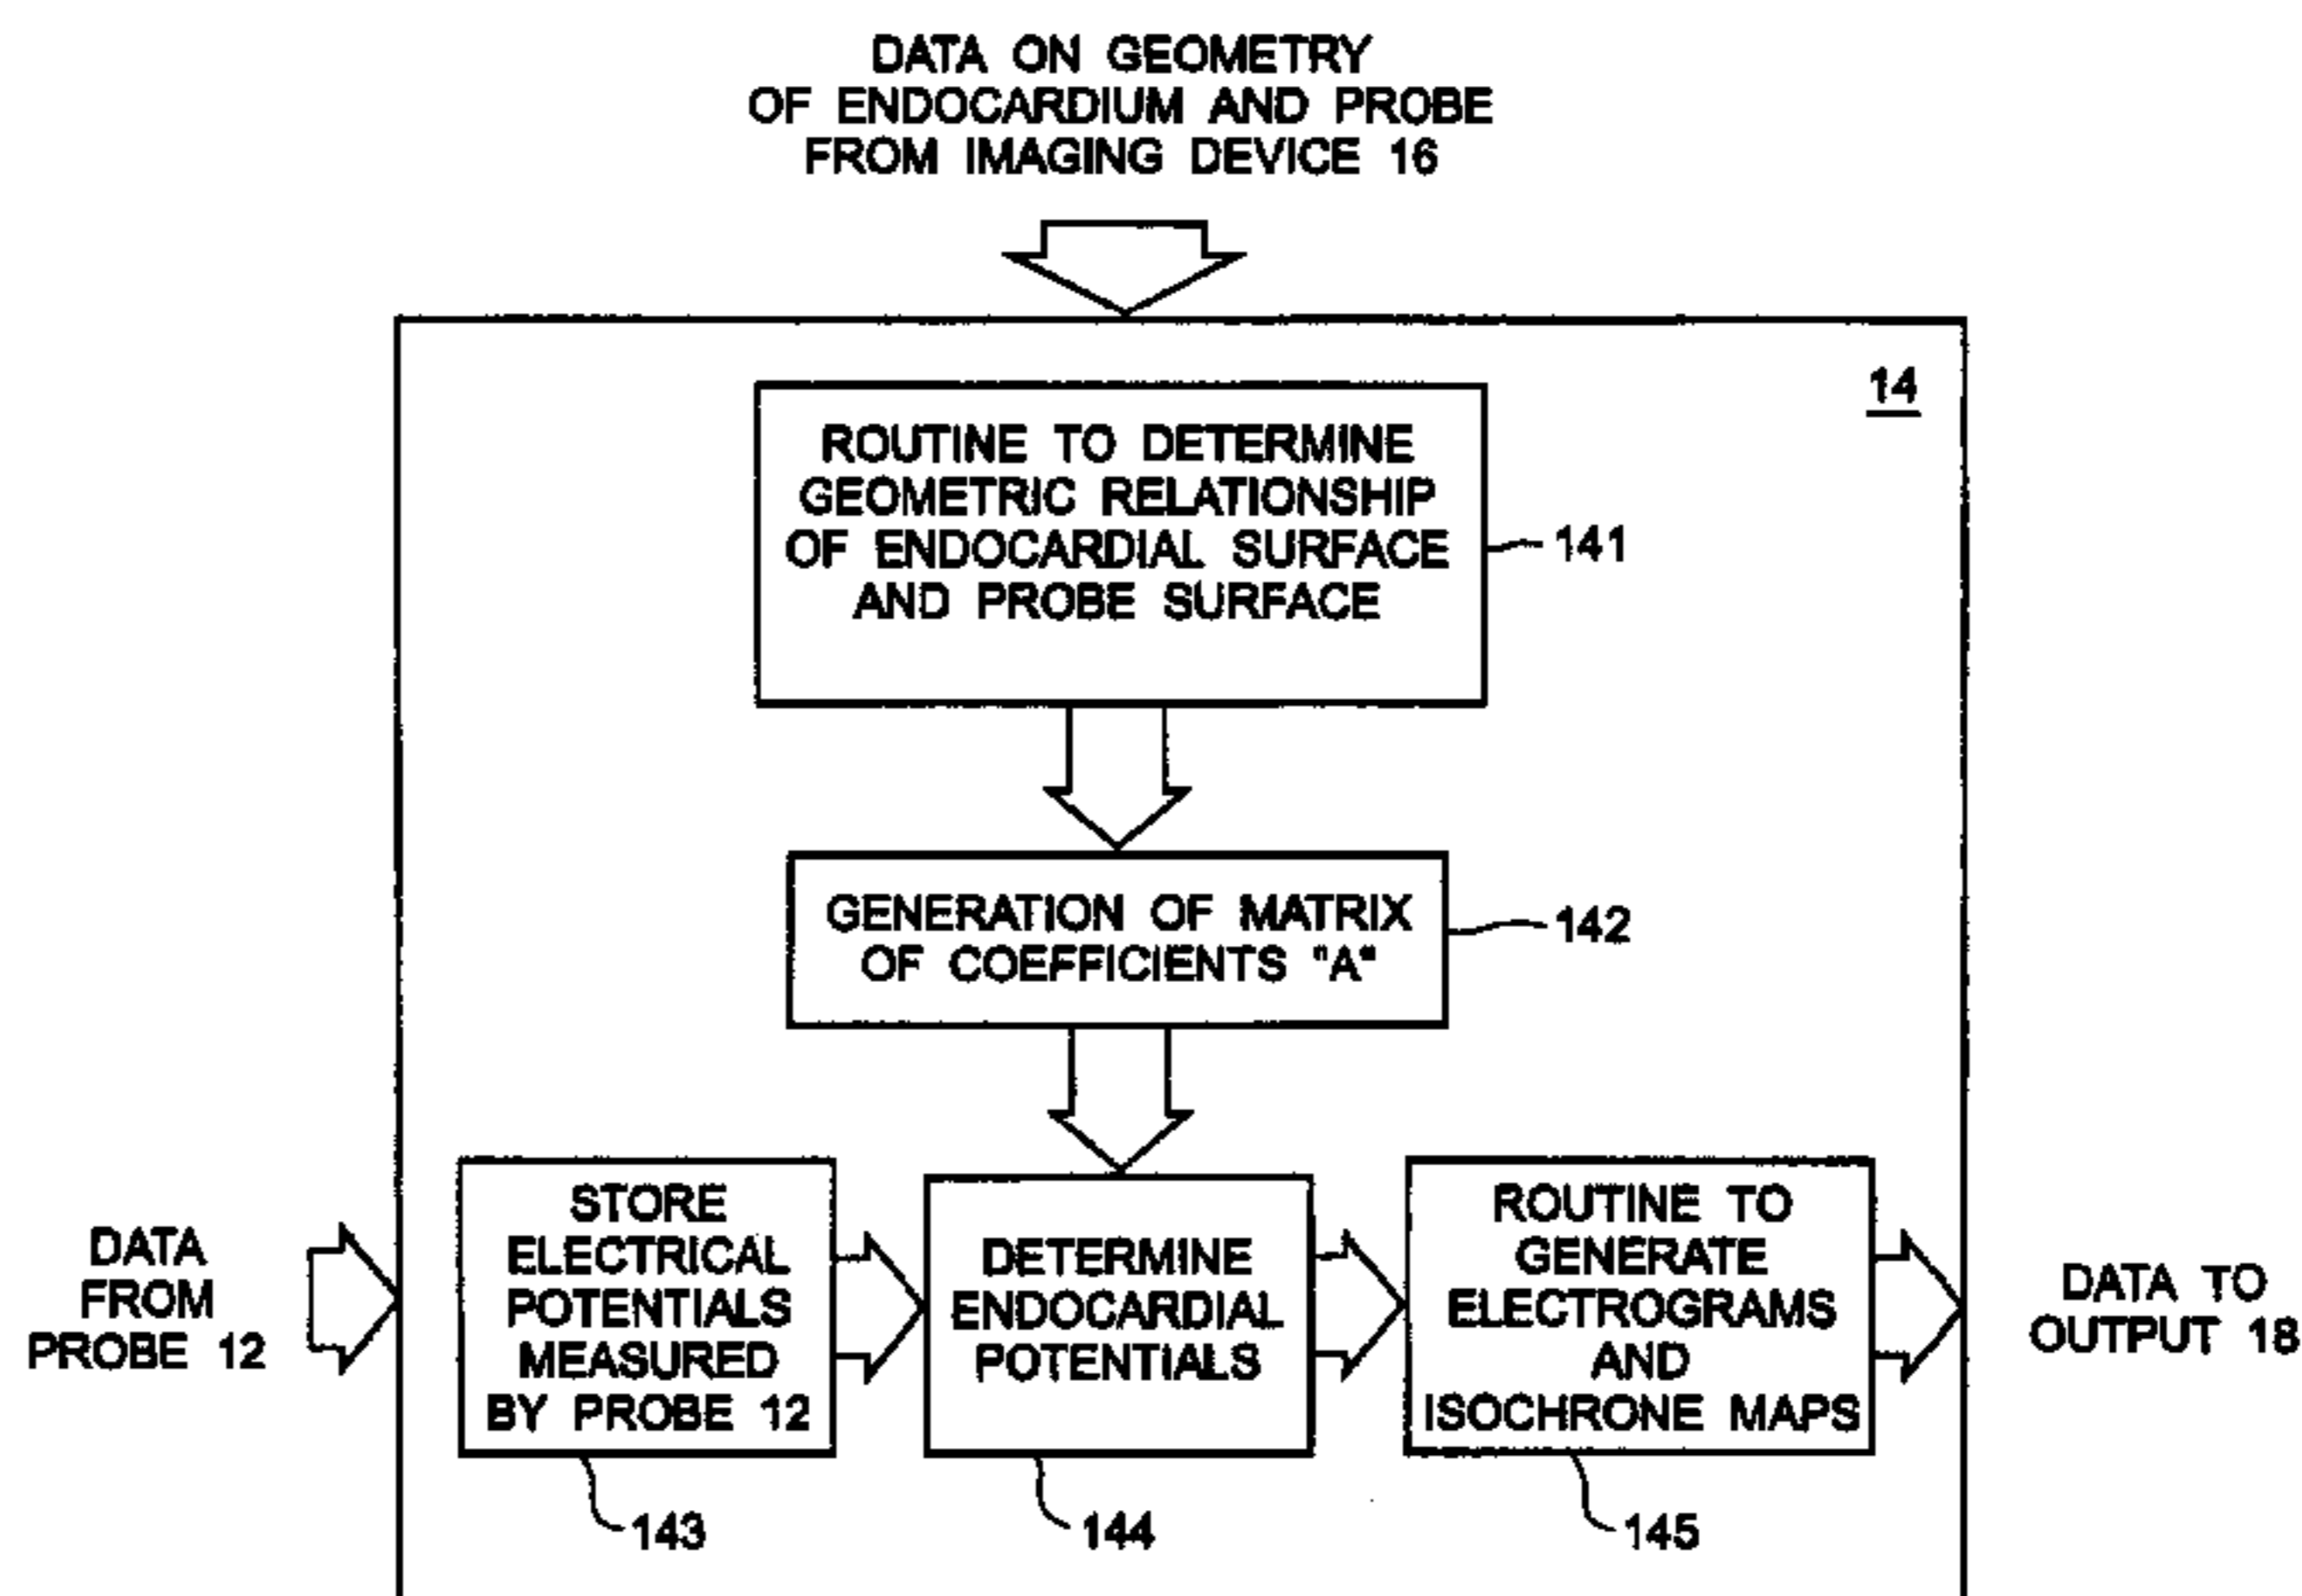 DATA ON GEOMETRY
OF ENDOCARDIUM AND PROBE
FROM IMAGING DEVICE 16
14
ROUTINE TO DETERMINE
GEOMETRIC RELATIONSHIP
OF ENDOCARDIAL SURFACE
AND PROBE SURFACE
141
GENERATION OF MATRIX
OF COEFFICIENTS "A"
142
DATA
FROM
PROBE 12
STORE
ELECTRICAL
POTENTIALS
MEASURED
BY PROBE 12
143
DETERMINE
ENDOCARDIAL
POTENTIALS
144
ROUTINE TO
GENERATE
ELECTROGRAMS
AND
ISOCHRONE MAPS
145
DATA TO
OUTPUT 18